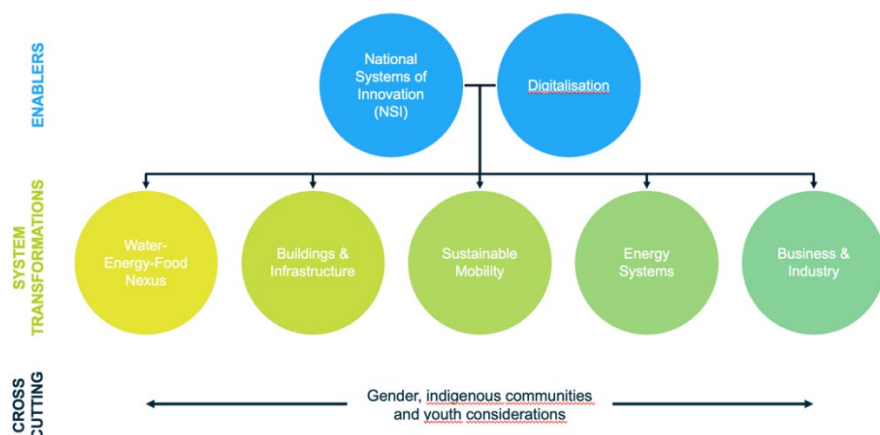 ENABLERS
National
Systems of
Innovation
(NSI)
Digitalisation
SYSTEM
TRANSFORMATIONS
Water-
Energy-Food
Nexus
Buildings &
Infrastructure
Sustainable
Mobility
Energy
Systems
Business &
Industry
CROSS
CUTTING
Gender, indigenous communities
and youth considerations